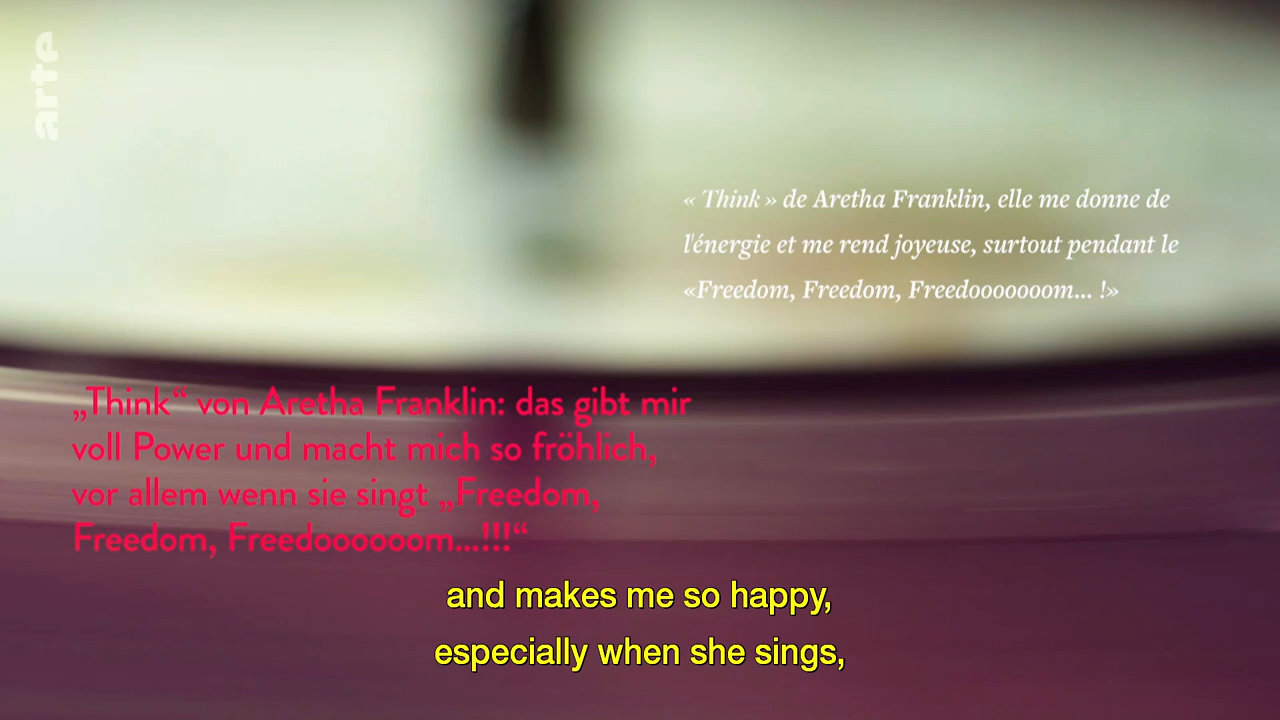 arte
« Think » de Aretha Franklin, elle me donne de
l'énergie et me rend joyeuse, surtout pendant le
«Freedom, Freedom, Freedooooooom... !»
„Think“ von Aretha Franklin: das gibt mir
voll Power und macht mich so fröhlich,
vor allem wenn sie singt „Freedom,
Freedom, Freedooooooom...!!!“
and makes me so happy,
especially when she sings,